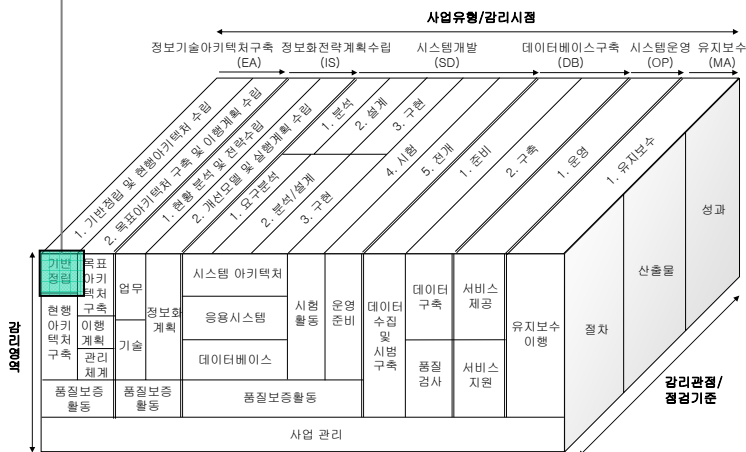 사업유형/감리시점
정보기술아키텍처구축
(EA)
정보화전략계획수립
(IS)
시스템개발
(SD)
데이터베이스구축
(DB)
시스템운영
(OP)
유지보수
(MA)
1. 기반정립 및 현행아키텍처 수립
2. 목표아키텍처 구축 및 이행계획 수립
1. 현황 분석 및 전략수립
2. 개선모델 및 실행계획 수립
1. 분석
2. 설계
3. 구현
1. 요구분석
2. 분석/설계
3. 구현
4. 시험
5. 전개
1. 준비
2. 구축
1. 운영
1. 유지보수
감리영역
기반
정립
현행
아키
텍처
구축
목표
아키
텍처
구축
이행
계획
관리
체계
업무
기술
정보화
계획
시스템 아키텍처
응용시스템
데이터베이스
시험
활동
운영
준비
데이터
수집
및
시범
구축
데이터
구축
품질
검사
서비스
제공
서비스
지원
유지보수
이행
품질보증
활동
품질보증
활동
품질보증활동
사업 관리
절차
산출물
성과
감리관점/
점검기준